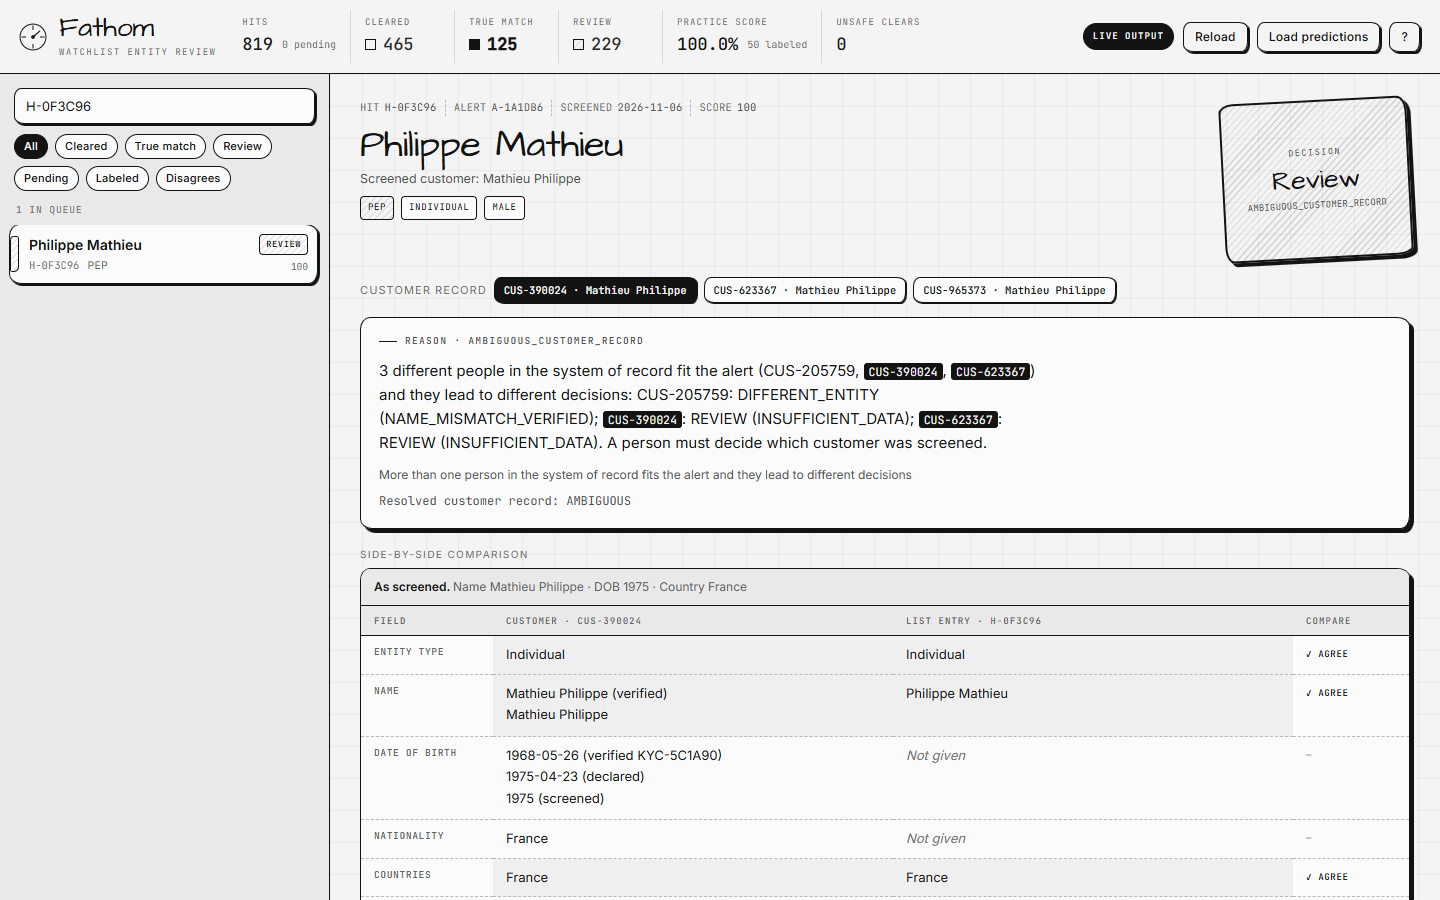 Fathom
WATCHLIST ENTITY REVIEW
HITS
819 0 pending
CLEARED
465
TRUE MATCH
125
REVIEW
229
PRACTICE SCORE
100.0% 50 labeled
UNSAFE CLEARS
0
LIVE OUTPUT
Reload
Load predictions
?
H-0F3C96
All
Cleared
True match
Review
Pending
Labeled
Disagrees
1 IN QUEUE
Philippe Mathieu
REVIEW
H-0F3C96 PEP
100
HIT H-0F3C96
ALERT A-1A1DB6
SCREENED 2026-11-06
SCORE 100
Philippe Mathieu
Screened customer: Mathieu Philippe
PEP
INDIVIDUAL
MALE
DECISION
Review
AMBIGUOUS_CUSTOMER_RECORD
CUSTOMER RECORD
CUS-390024 · Mathieu Philippe
CUS-623367 · Mathieu Philippe
CUS-965373 · Mathieu Philippe
REASON · AMBIGUOUS_CUSTOMER_RECORD
3 different people in the system of record fit the alert (CUS-205759, CUS-390024, CUS-623367)
and they lead to different decisions: CUS-205759: DIFFERENT_ENTITY
(NAME_MISMATCH_VERIFIED); CUS-390024: REVIEW (INSUFFICIENT_DATA); CUS-623367:
REVIEW (INSUFFICIENT_DATA). A person must decide which customer was screened.
More than one person in the system of record fits the alert and they lead to different decisions
Resolved customer record: AMBIGUOUS
SIDE-BY-SIDE COMPARISON
As screened. Name Mathieu Philippe · DOB 1975 · Country France
FIELD
CUSTOMER · CUS-390024
LIST ENTRY · H-0F3C96
COMPARE
ENTITY TYPE
Individual
Individual
✓ AGREE
NAME
Mathieu Philippe (verified)
Mathieu Philippe
Philippe Mathieu
✓ AGREE
DATE OF BIRTH
1968-05-26 (verified KYC-5C1A90)
1975-04-23 (declared)
1975 (screened)
Not given
–
NATIONALITY
France
Not given
–
COUNTRIES
France
France
✓ AGREE